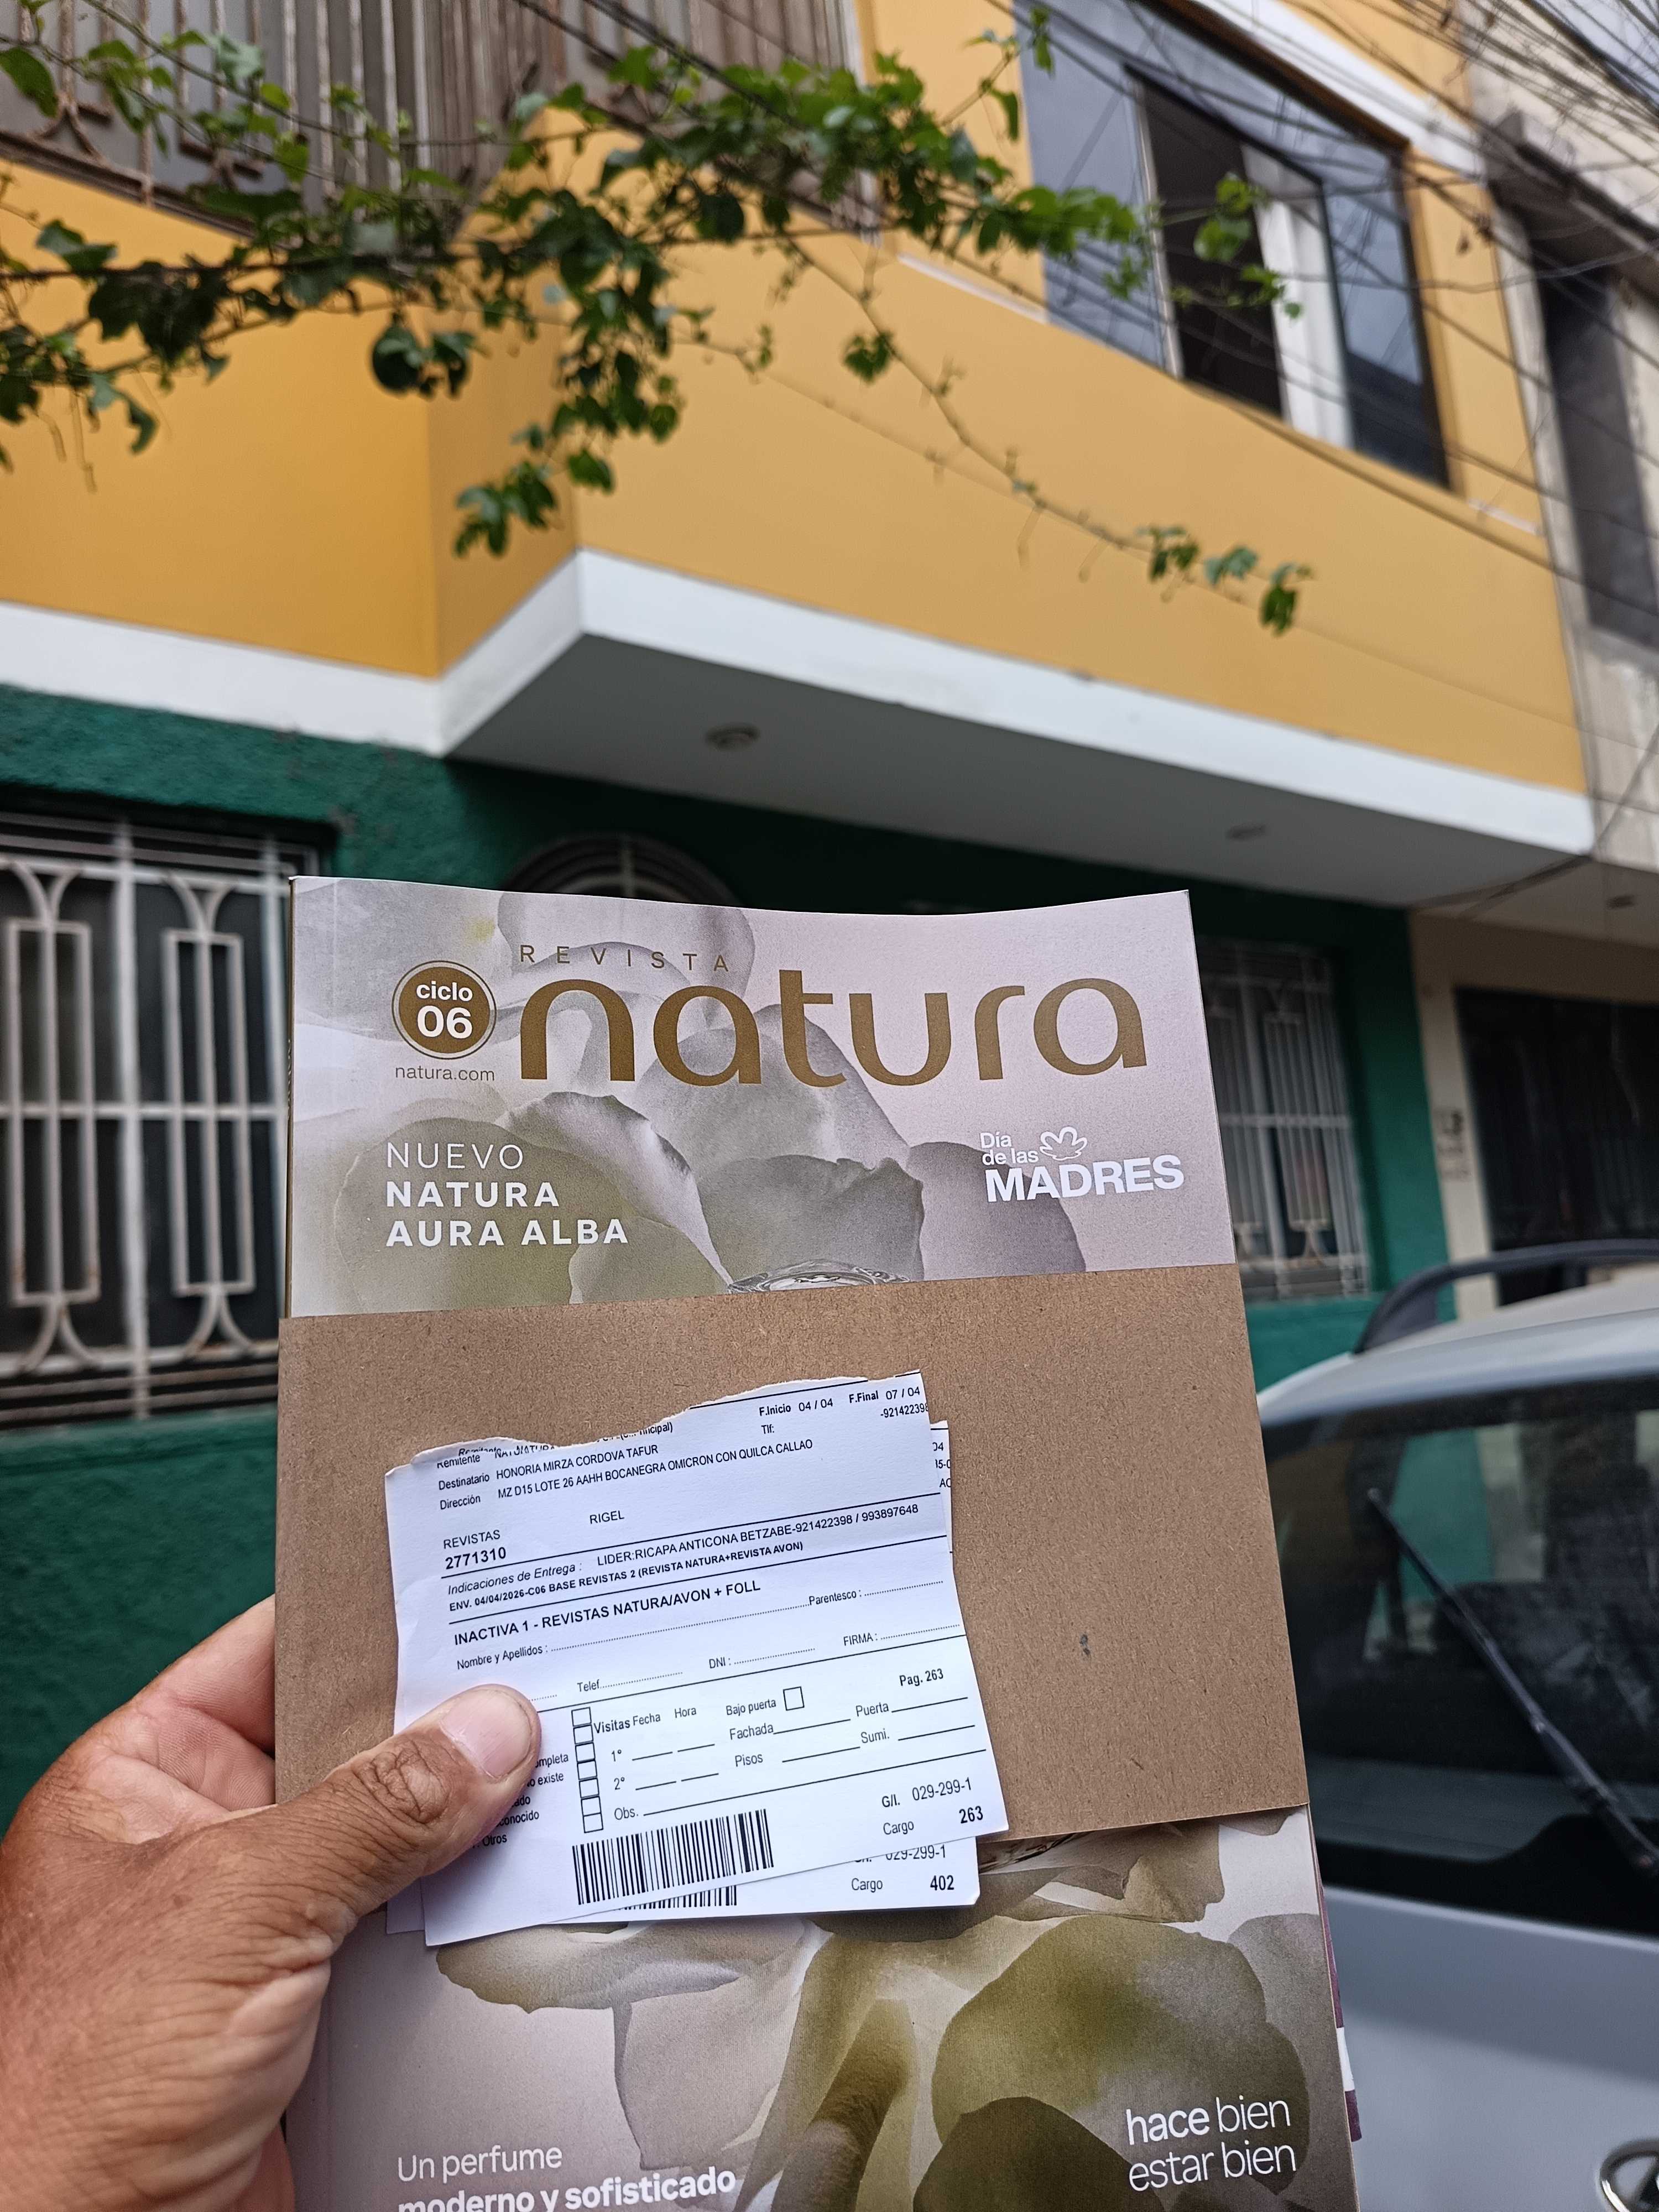 REVISTA
ciclo
06
natura
natura.com
NUEVO
NATURA
AURA ALBA
Día
de las
MADRES
F.Inicio 04 / 04 F.Final 07 / 04
Remitente
Tlf: -921422398
Destinatario HONORIA MIRZA CORDOVA TAFUR
Dirección MZ D15 LOTE 26 AAHH BOCANEGRA OMICRON CON QUILCA CALLAO
REVISTAS RIGEL
2771310
Indicaciones de Entrega : LIDER:RICAPA ANTICONA BETZABE-921422398 / 993897648
ENV. 04/04/2026-C06 BASE REVISTAS 2 (REVISTA NATURA+REVISTA AVON)
INACTIVA 1 - REVISTAS NATURA/AVON + FOLL
Nombre y Apellidos : Parentesco :
Telef DNI : FIRMA :
Pag. 263
Visitas Fecha Hora Bajo puerta
1° Fachada Puerta
2° Pisos Sumi.
Obs.
mpleta
o existe
ado
conocido
Otros
G/l. 029-299-1
Cargo 263
029-299-1
Cargo 402
hace bien
estar bien
Un perfume
moderno y sofisticado